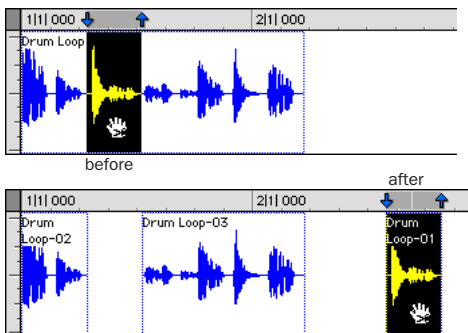 1|1| 000 2|1| 000
Drum Loop
before
after
1|1| 000 2|1| 000
Drum Drum Loop-03 Drum
Loop-02 Loop-01